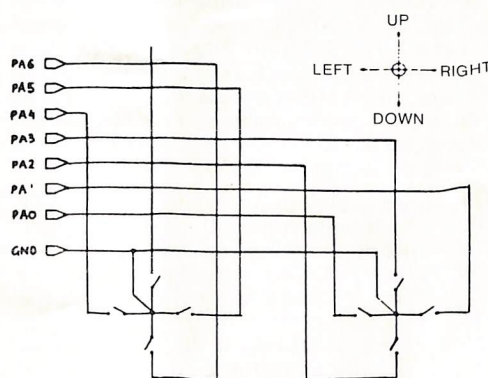 UP
LEFT RIGHT
DOWN
PA6
PA5
PA4
PA3
PA2
PA'
PA0
GND